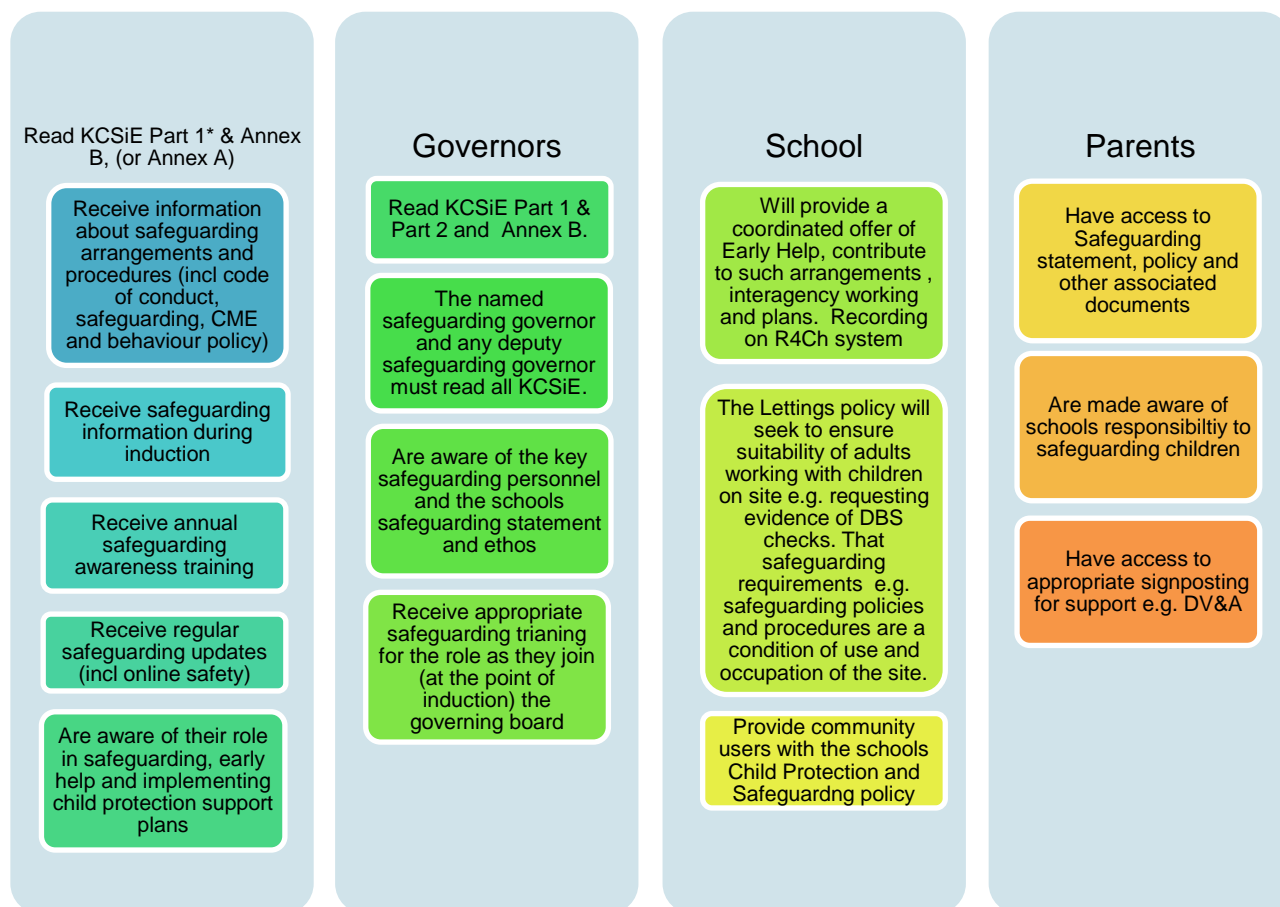 Read KCSiE Part 1* & Annex
B, (or Annex A)
Receive information
about safeguarding
arrangements and
procedures (incl code
of conduct,
safeguarding, CME
and behaviour policy)
Receive safeguarding
information during
induction
Receive annual
safeguarding
awareness training
Receive regular
safeguarding updates
(incl online safety)
Are aware of their role
in safeguarding, early
help and implementing
child protection support
plans
Governors
Read KCSiE Part 1 &
Part 2 and Annex B.
The named
safeguarding governor
and any deputy
safeguarding governor
must read all KCSiE.
Are aware of the key
safeguarding personnel
and the schools
safeguarding statement
and ethos
Receive appropriate
safeguarding trianing
for the role as they join
(at the point of
induction) the
governing board
School
Will provide a
coordinated offer of
Early Help, contribute
to such arrangements ,
interagency working
and plans. Recording
on R4Ch system
The Lettings policy will
seek to ensure
suitability of adults
working with children
on site e.g. requesting
evidence of DBS
checks. That
safeguarding
requirements e.g.
safeguarding policies
and procedures are a
condition of use and
occupation of the site.
Provide community
users with the schools
Child Protection and
Safeguardng policy
Parents
Have access to
Safeguarding
statement, policy and
other associated
documents
Are made aware of
schools responsibiltiy to
safeguarding children
Have access to
appropriate signposting
for support e.g. DV&A